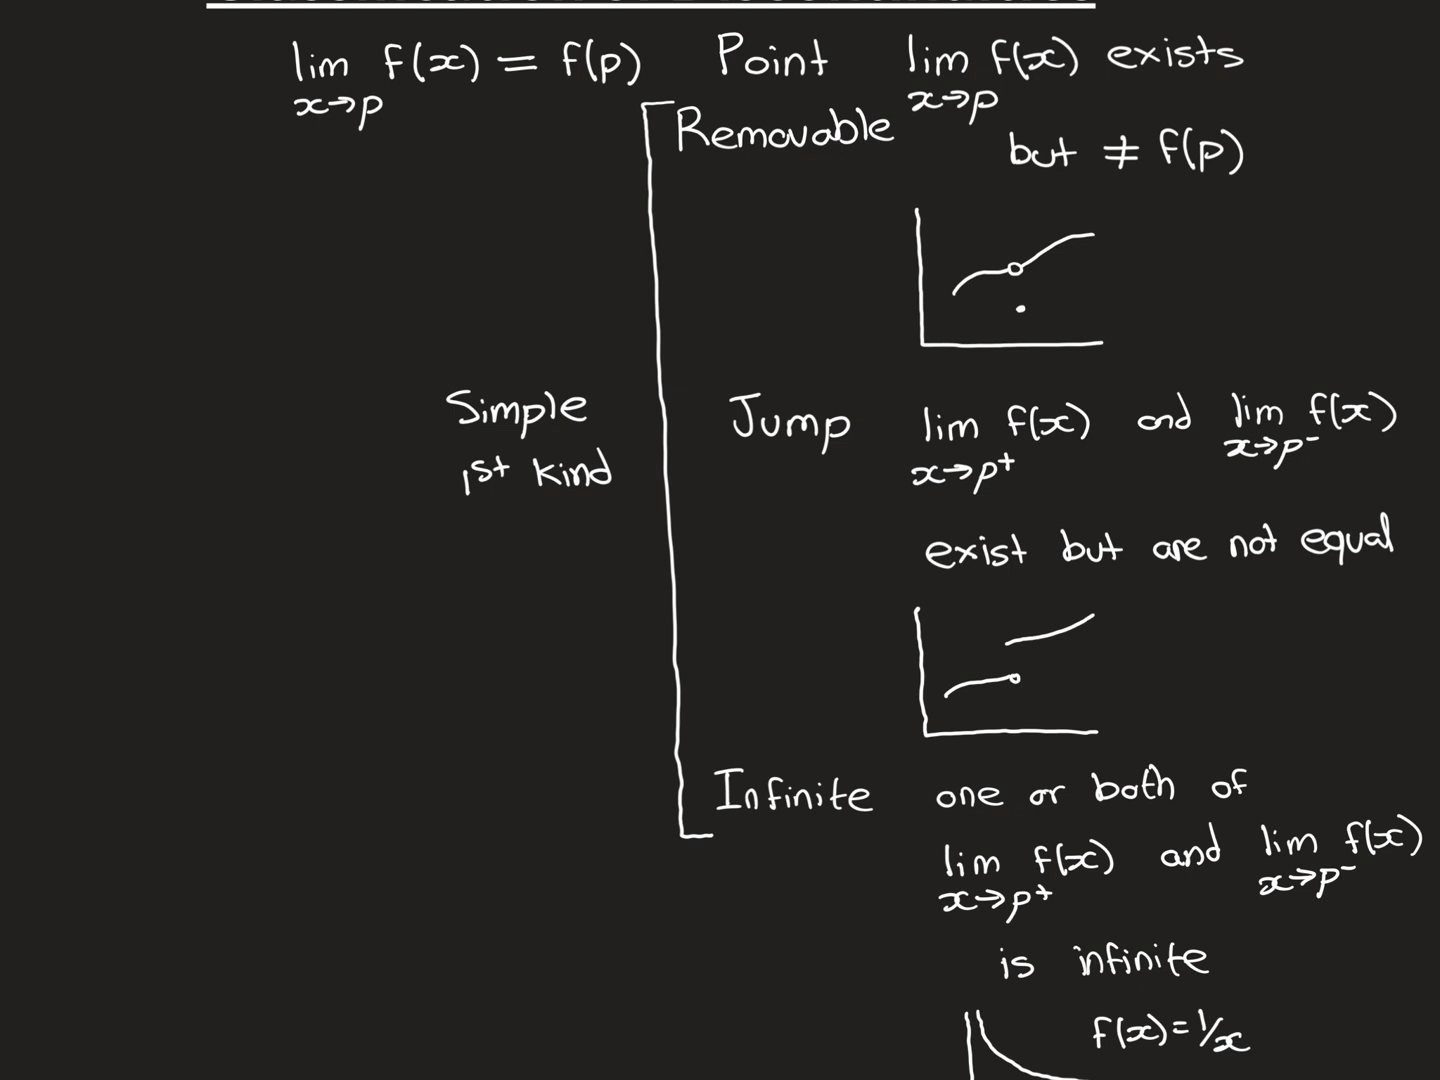 lim f(x) = f(p) Point lim f(x) exists
x→p x→p
Removable
but ≠ f(p)
Simple
1st kind
Jump lim f(x) and lim f(x)
x→p+ x→p-
exist but are not equal
Infinite one or both of
lim f(x) and lim f(x)
x→p+ x→p-
is infinite
f(x)=1/x